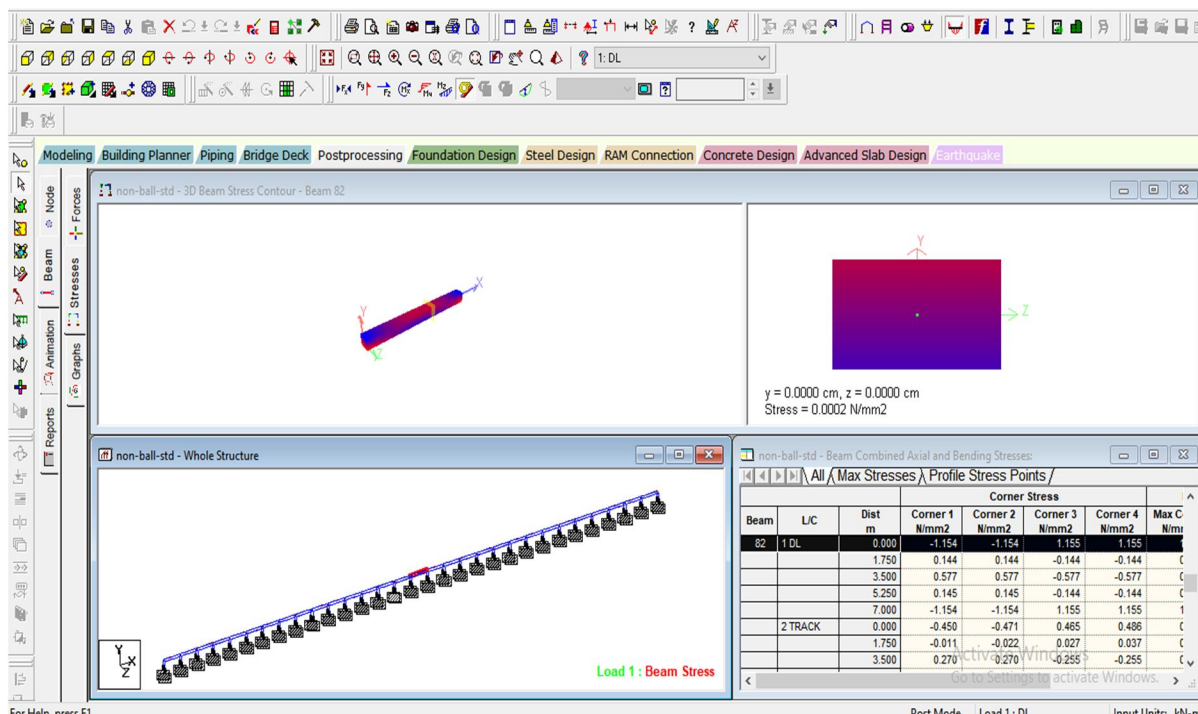 1: DL
Modeling Building Planner Piping Bridge Deck Postprocessing Foundation Design Steel Design RAM Connection Concrete Design Advanced Slab Design Earthquake
Node
Beam
Animation
Reports
Forces
Stresses
Graphs
non-ball-std - 3D Beam Stress Contour - Beam 82
Y
X
Z
Y
Z
y = 0.0000 cm, z = 0.0000 cm
Stress = 0.0002 N/mm2
non-ball-std - Whole Structure
Y
X
Z
Load 1 : Beam Stress
non-ball-std - Beam Combined Axial and Bending Stresses:
All Max Stresses Profile Stress Points
Corner Stress
Beam L/C Dist m Corner 1 N/mm2 Corner 2 N/mm2 Corner 3 N/mm2 Corner 4 N/mm2 Max C
82 1 DL 0.000 -1.154 -1.154 1.155 1.155
1.750 0.144 0.144 -0.144 -0.144
3.500 0.577 0.577 -0.577 -0.577
5.250 0.145 0.145 -0.144 -0.144
7.000 -1.154 -1.154 1.155 1.155 1
2 TRACK 0.000 -0.450 -0.471 0.465 0.486
1.750 -0.011 -0.022 0.027 0.037
3.500 0.270 0.270 -0.255 -0.255
Activate Windows
Go to Settings to activate Windows.
For Help, press F1
Post Mode Load 1 : DL Input Units: